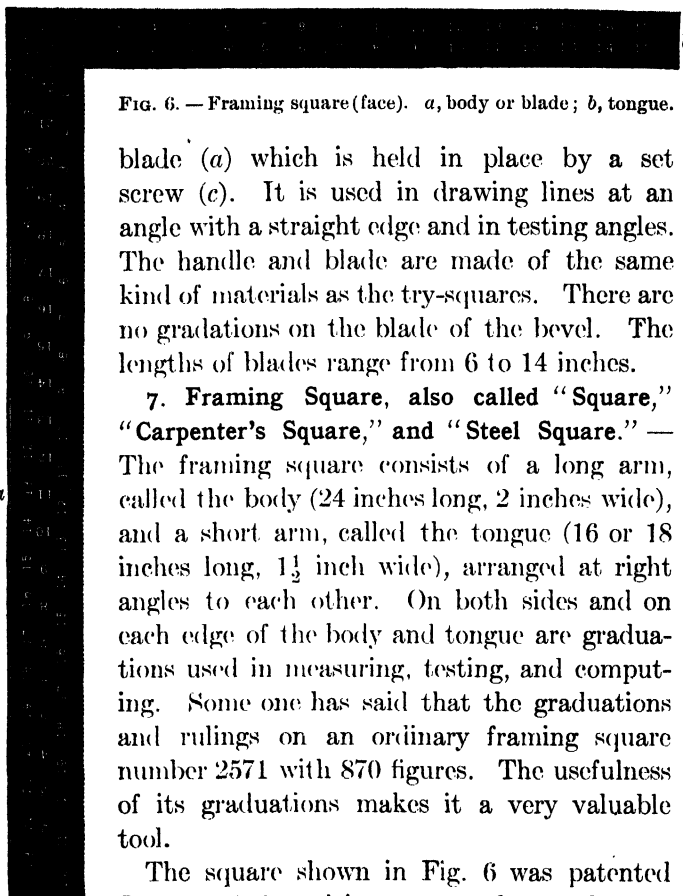 FIG. 6. — Framing square (face). a, body or blade; b, tongue.
blade (a) which is held in place by a set
screw (c). It is used in drawing lines at an
angle with a straight edge and in testing angles.
The handle and blade are made of the same
kind of materials as the try-squares. There are
no gradations on the blade of the bevel. The
lengths of blades range from 6 to 14 inches.
7. Framing Square, also called "Square,"
"Carpenter's Square," and "Steel Square." —
The framing square consists of a long arm,
called the body (24 inches long, 2 inches wide),
and a short arm, called the tongue (16 or 18
inches long, 1½ inch wide), arranged at right
angles to each other. On both sides and on
each edge of the body and tongue are gradua-
tions used in measuring, testing, and comput-
ing. Some one has said that the graduations
and rulings on an ordinary framing square
number 2571 with 870 figures. The usefulness
of its graduations makes it a very valuable
tool.
The square shown in Fig. 6 was patented